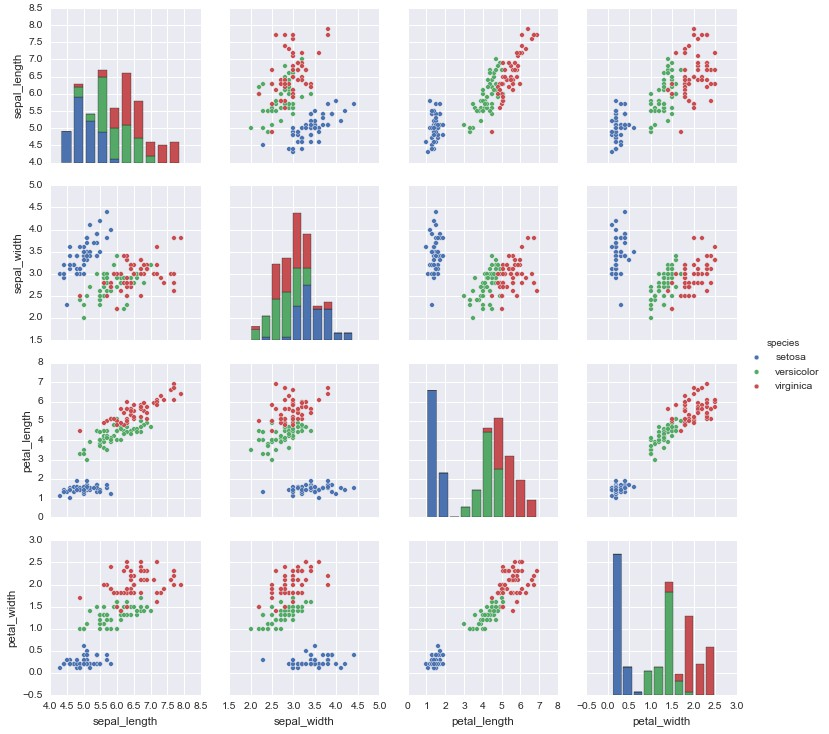 8.5
8.0
7.5
7.0
6.5
6.0
5.5
5.0
4.5
4.0
sepal_length
5.0
4.5
4.0
3.5
3.0
2.5
2.0
1.5
sepal_width
species
setosa
versicolor
virginica
8
7
6
5
4
3
2
1
0
petal_length
3.0
2.5
2.0
1.5
1.0
0.5
0.0
−0.5
petal_width
4.0 4.5 5.0 5.5 6.0 6.5 7.0 7.5 8.0 8.5
1.5 2.0 2.5 3.0 3.5 4.0 4.5 5.0
0 1 2 3 4 5 6 7 8
−0.5 0.0 0.5 1.0 1.5 2.0 2.5 3.0
sepal_length
sepal_width
petal_length
petal_width